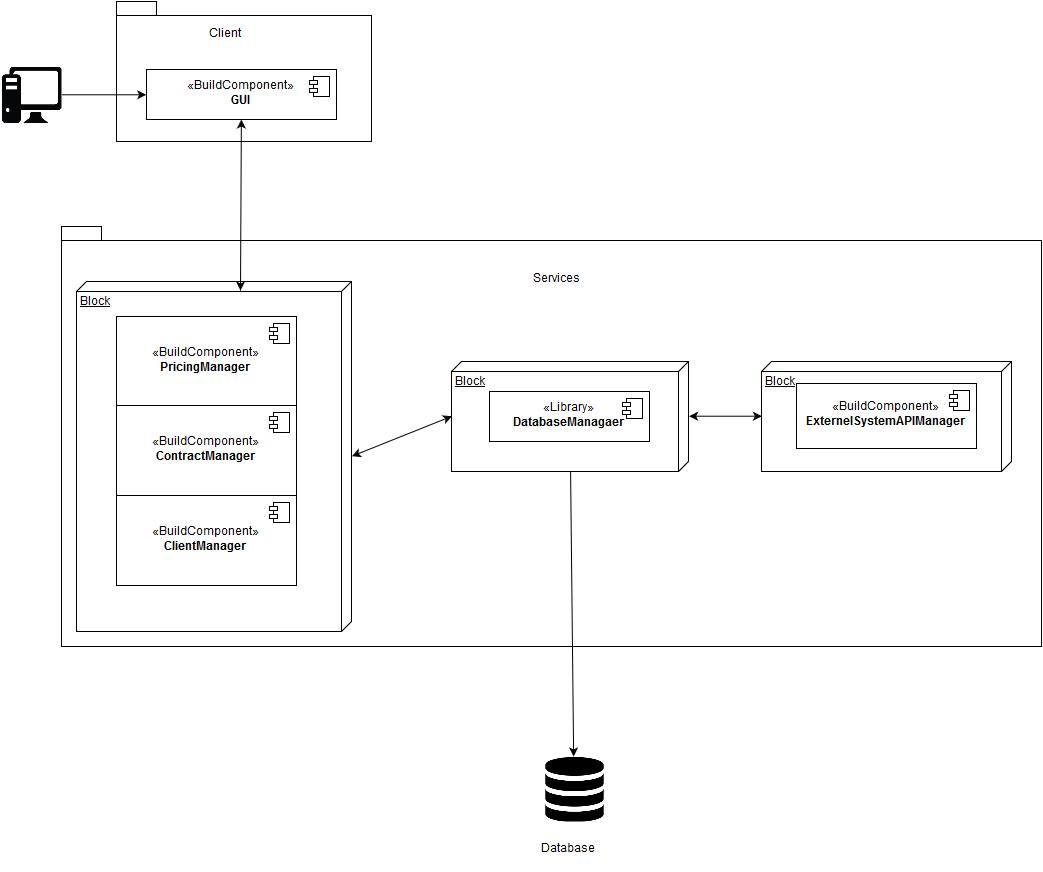 Client
«BuildComponent»
GUI
Services
Block
«BuildComponent»
PricingManager
«BuildComponent»
ContractManager
«BuildComponent»
ClientManager
Block
«Library»
DatabaseManagaer
Block
«BuildComponent»
ExternelSystemAPIManager
Database